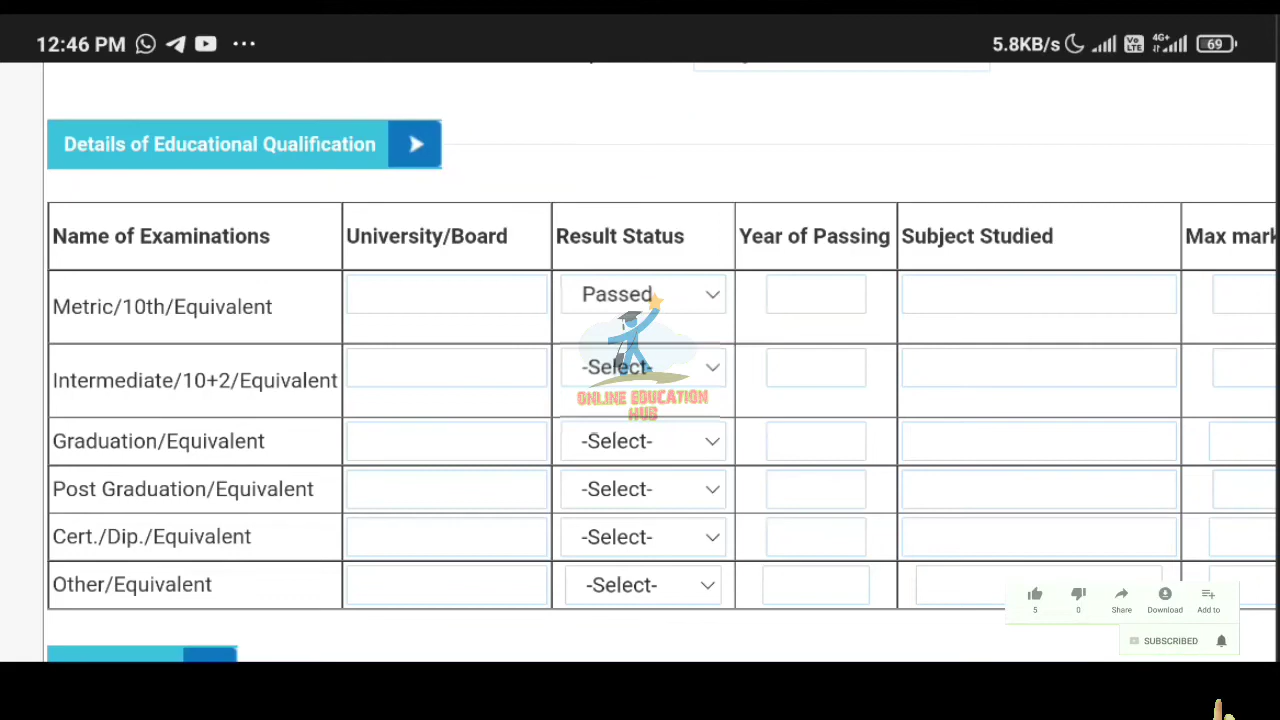 12:46 PM ... 5.8KB/s Vo LTE 4G+ 69
Details of Educational Qualification
Name of Examinations University/Board Result Status Year of Passing Subject Studied Max mark
Metric/10th/Equivalent Passed
Intermediate/10+2/Equivalent -Select-
ONLINE EDUCATION
HUB
Graduation/Equivalent -Select-
Post Graduation/Equivalent -Select-
Cert./Dip./Equivalent -Select-
Other/Equivalent -Select-
5 0 Share Download Add to
SUBSCRIBED